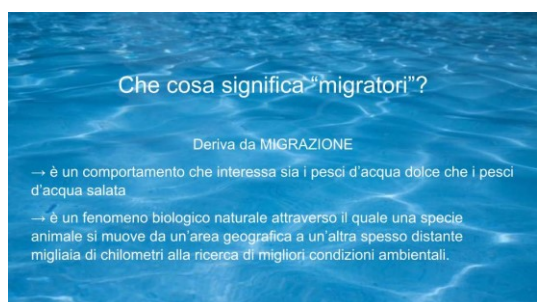 Che cosa significa “migratori”?
Deriva da MIGRAZIONE
→ è un comportamento che interessa sia i pesci d’acqua dolce che i pesci
d’acqua salata
→ è un fenomeno biologico naturale attraverso il quale una specie
animale si muove da un’area geografica a un’altra spesso distante
migliaia di chilometri alla ricerca di migliori condizioni ambientali.